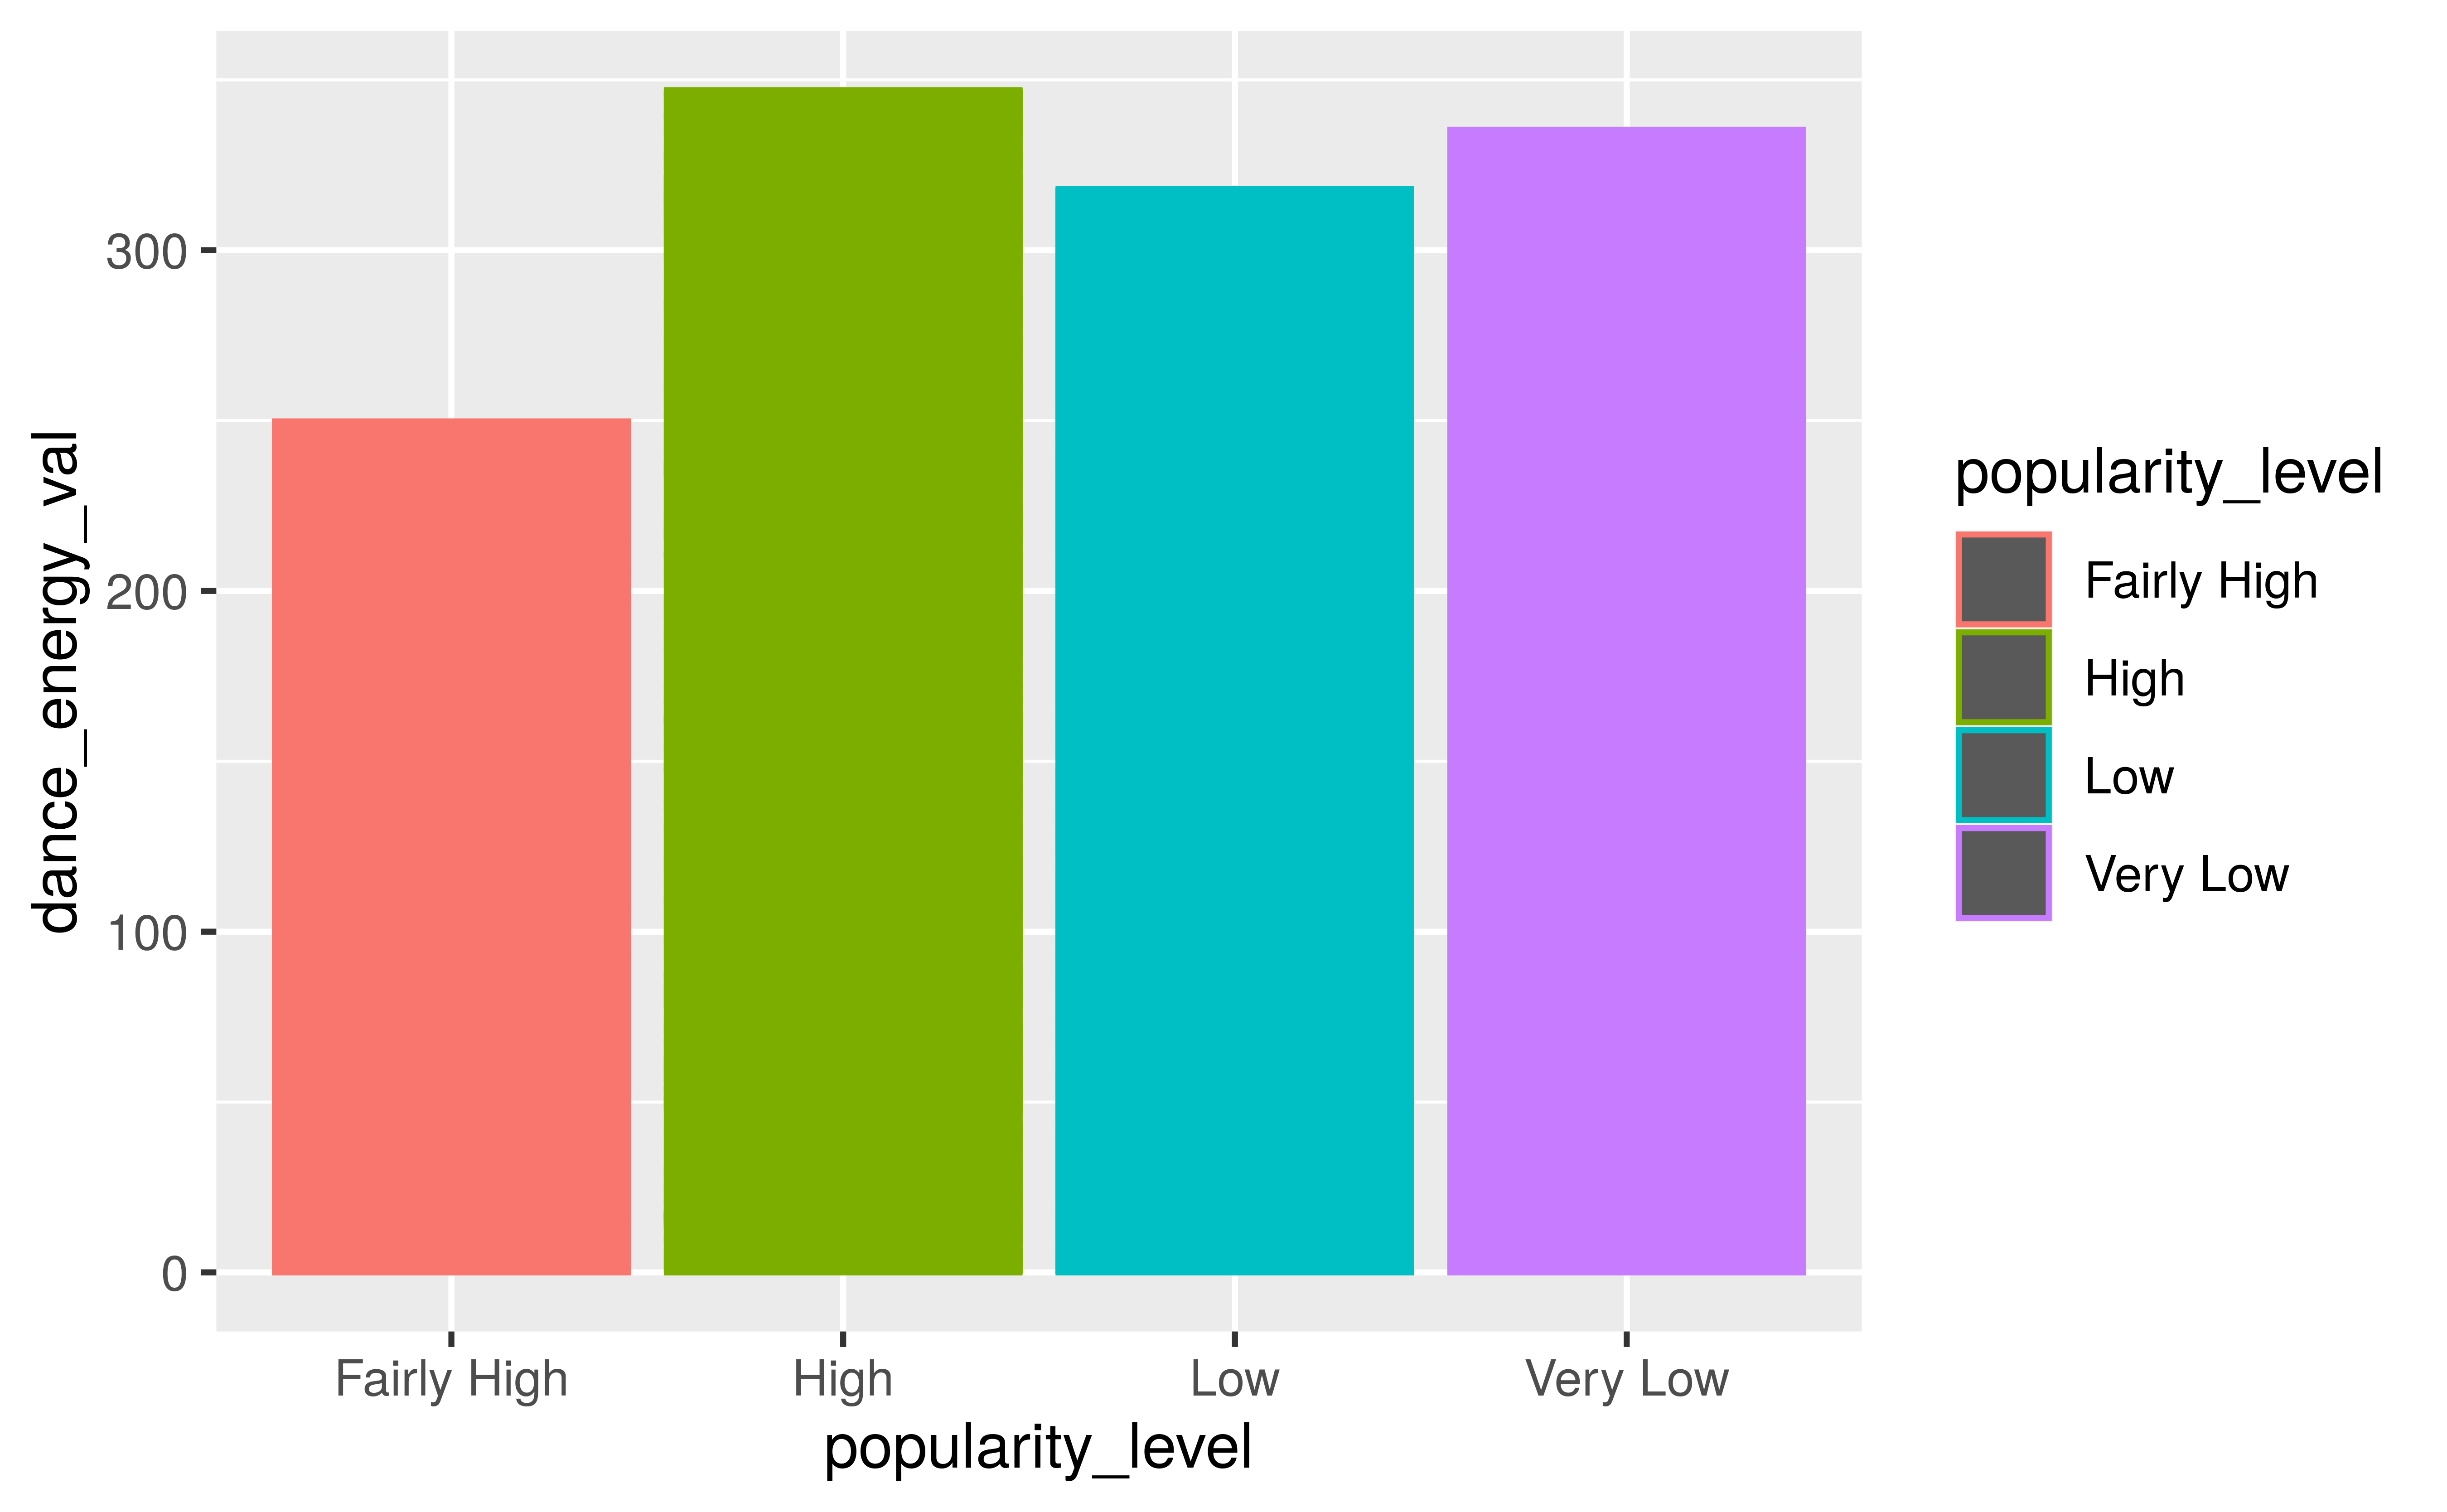 dance_energy_val
300
200
100
0
Fairly High
High
Low
Very Low
popularity_level
popularity_level
Fairly High
High
Low
Very Low